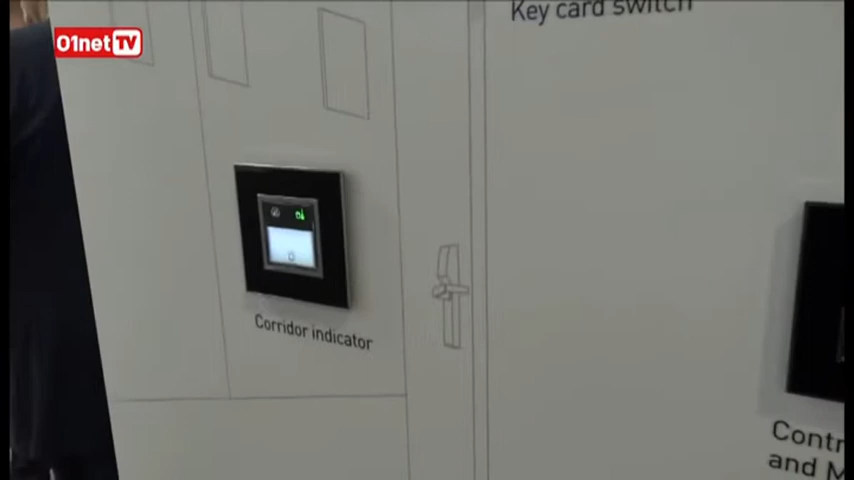 01netTV
Key card switch
Corridor indicator
Contr
and M